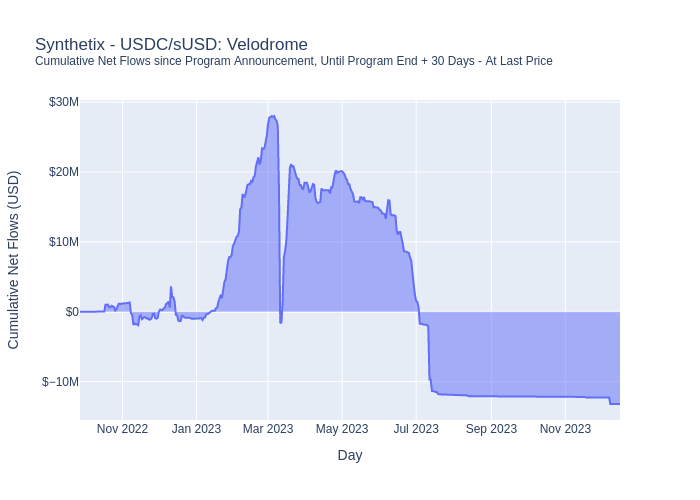 Synthetix - USDC/sUSD: Velodrome
Cumulative Net Flows since Program Announcement, Until Program End + 30 Days - At Last Price
Cumulative Net Flows (USD)
$30M
$20M
$10M
$0
$−10M
Nov 2022
Jan 2023
Mar 2023
May 2023
Jul 2023
Sep 2023
Nov 2023
Day